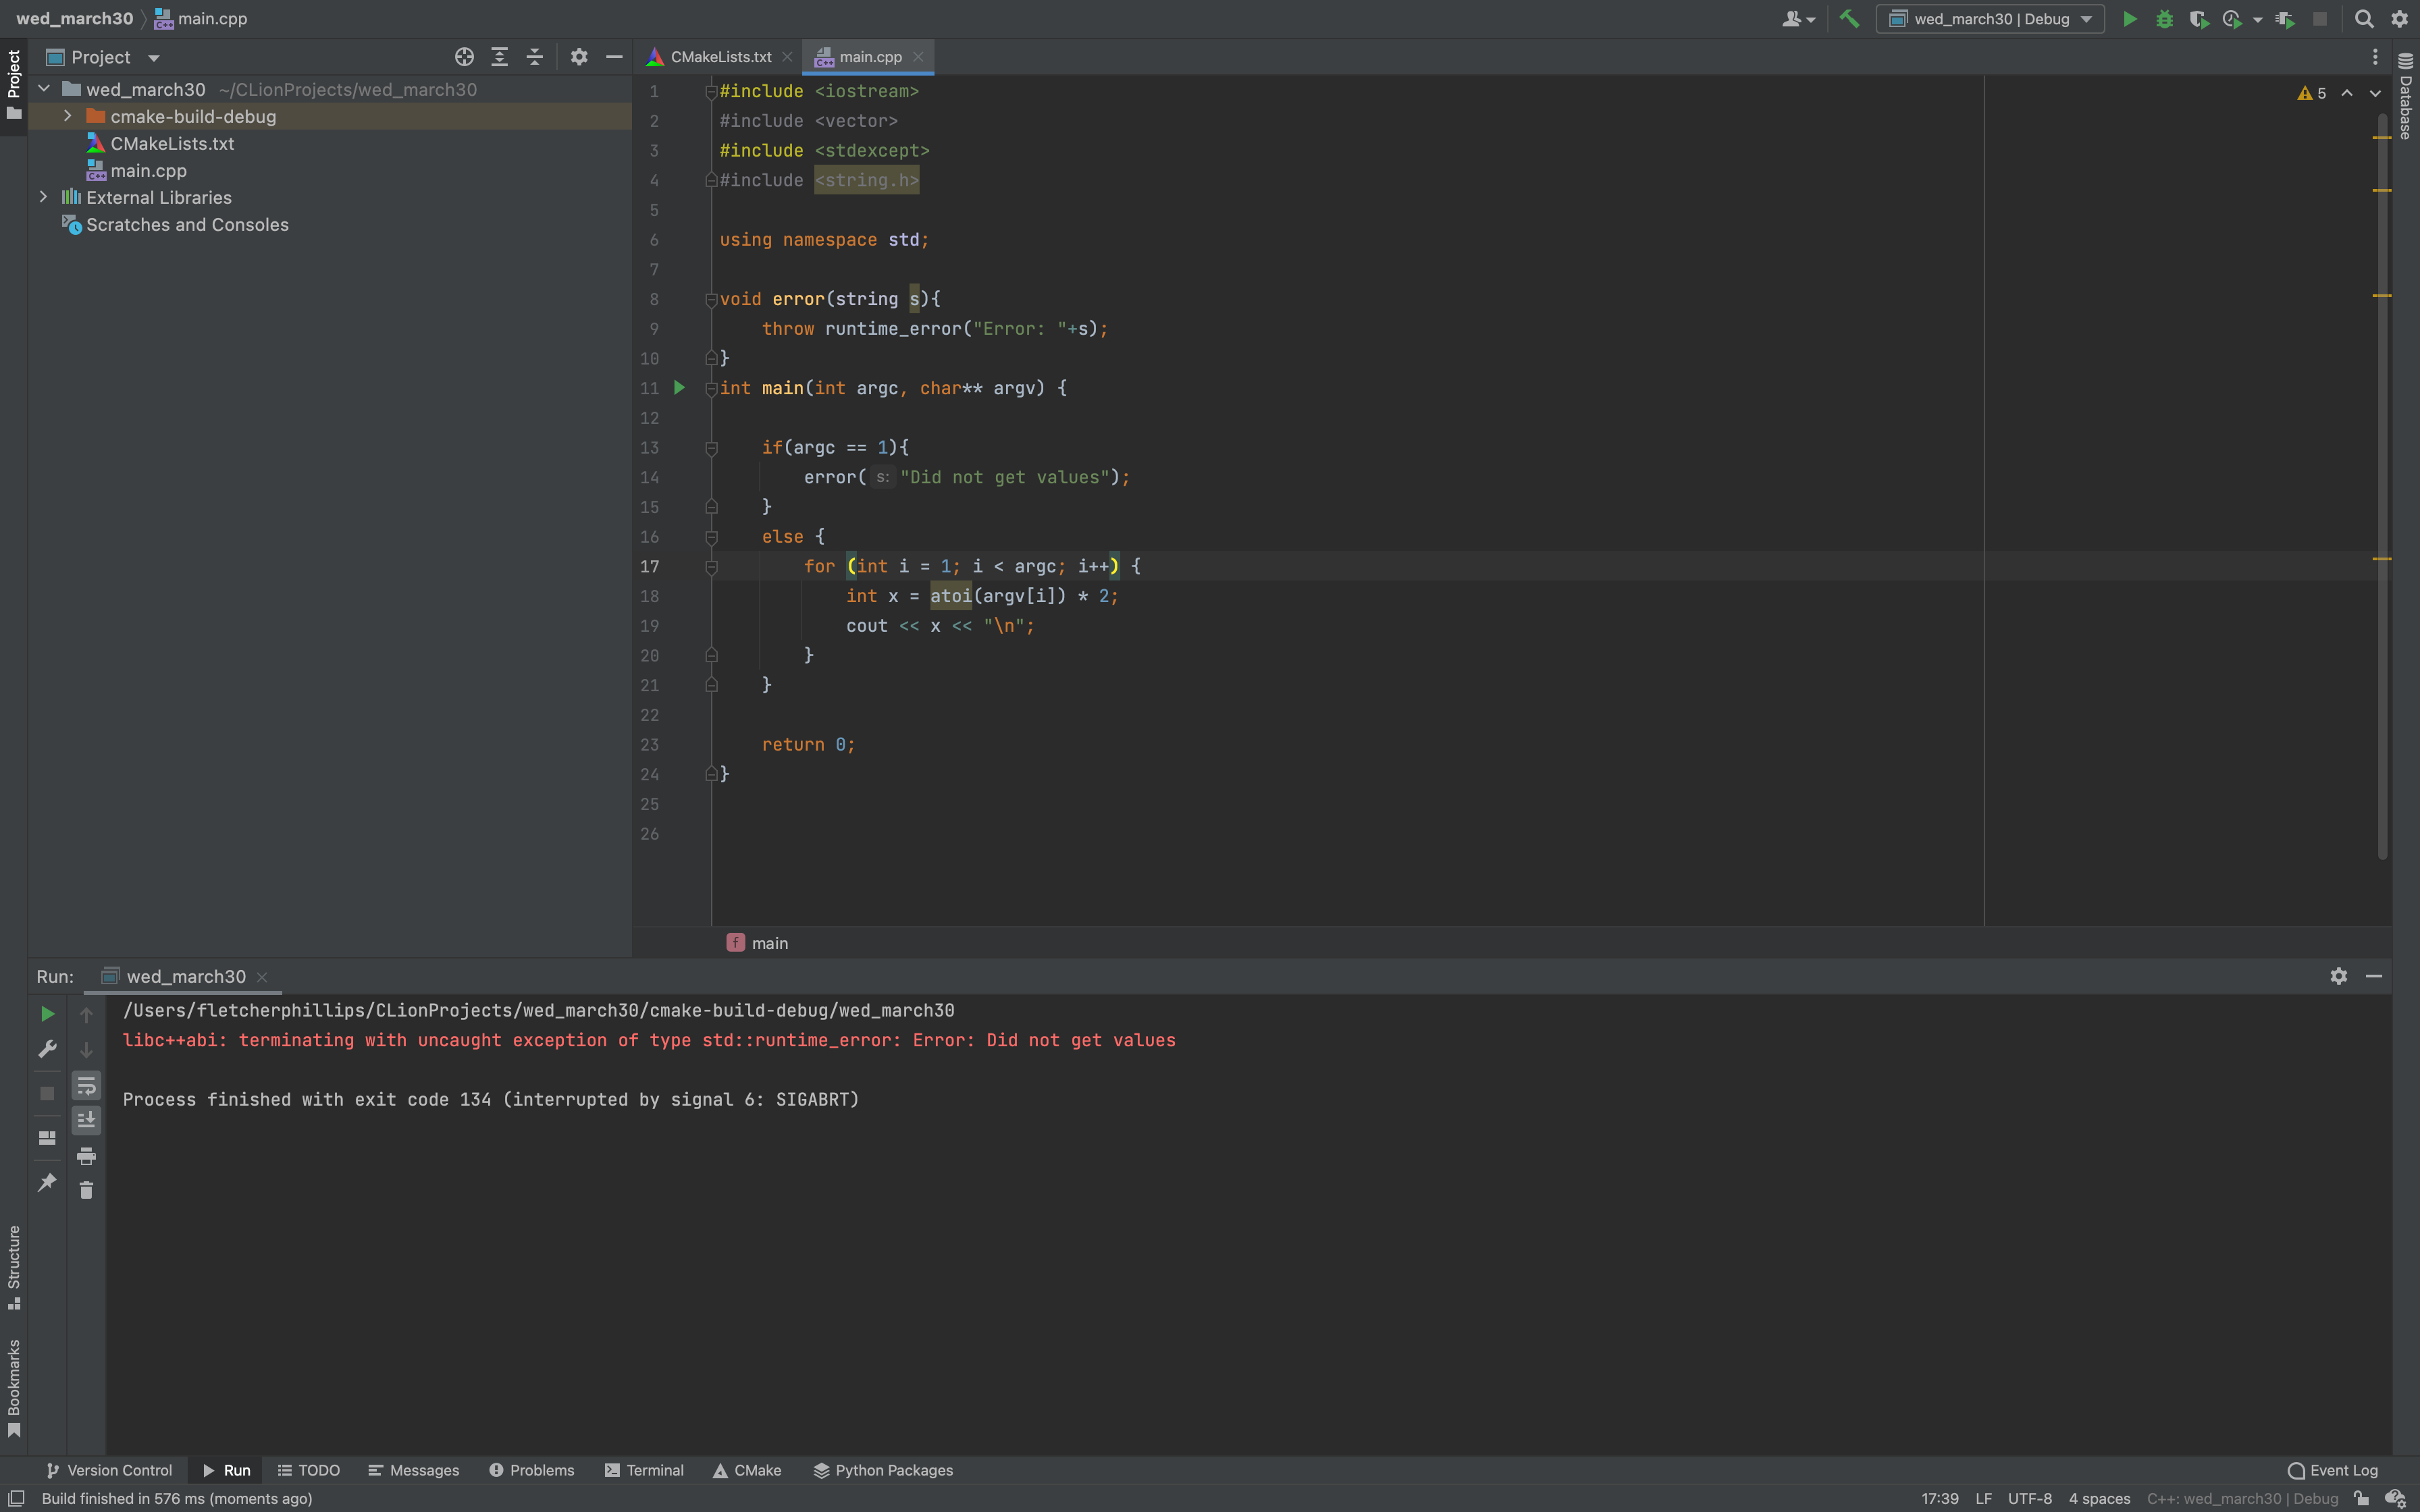 wed_march30 main.cpp
wed_march30 | Debug
Project
CMakeLists.txt main.cpp
Project
Database
wed_march30 ~/CLionProjects/wed_march30
cmake-build-debug
CMakeLists.txt
main.cpp
External Libraries
Scratches and Consoles
5
1 #include <iostream>
2 #include <vector>
3 #include <stdexcept>
4 #include <string.h>
5
6 using namespace std;
7
8 void error(string s){
9 throw runtime_error("Error: "+s);
10 }
11 int main(int argc, char** argv) {
12
13 if(argc == 1){
14 error( s: "Did not get values");
15 }
16 else {
17 for (int i = 1; i < argc; i++) {
18 int x = atoi(argv[i]) * 2;
19 cout << x << "\n";
20 }
21 }
22
23 return 0;
24 }
25
26
f main
Run: wed_march30
/Users/fletcherphillips/CLionProjects/wed_march30/cmake-build-debug/wed_march30
libc++abi: terminating with uncaught exception of type std::runtime_error: Error: Did not get values
Process finished with exit code 134 (interrupted by signal 6: SIGABRT)
Structure
Bookmarks
Version Control Run TODO Messages Problems Terminal CMake Python Packages Event Log
Build finished in 576 ms (moments ago) 17:39 LF UTF-8 4 spaces C++: wed_march30 | Debug